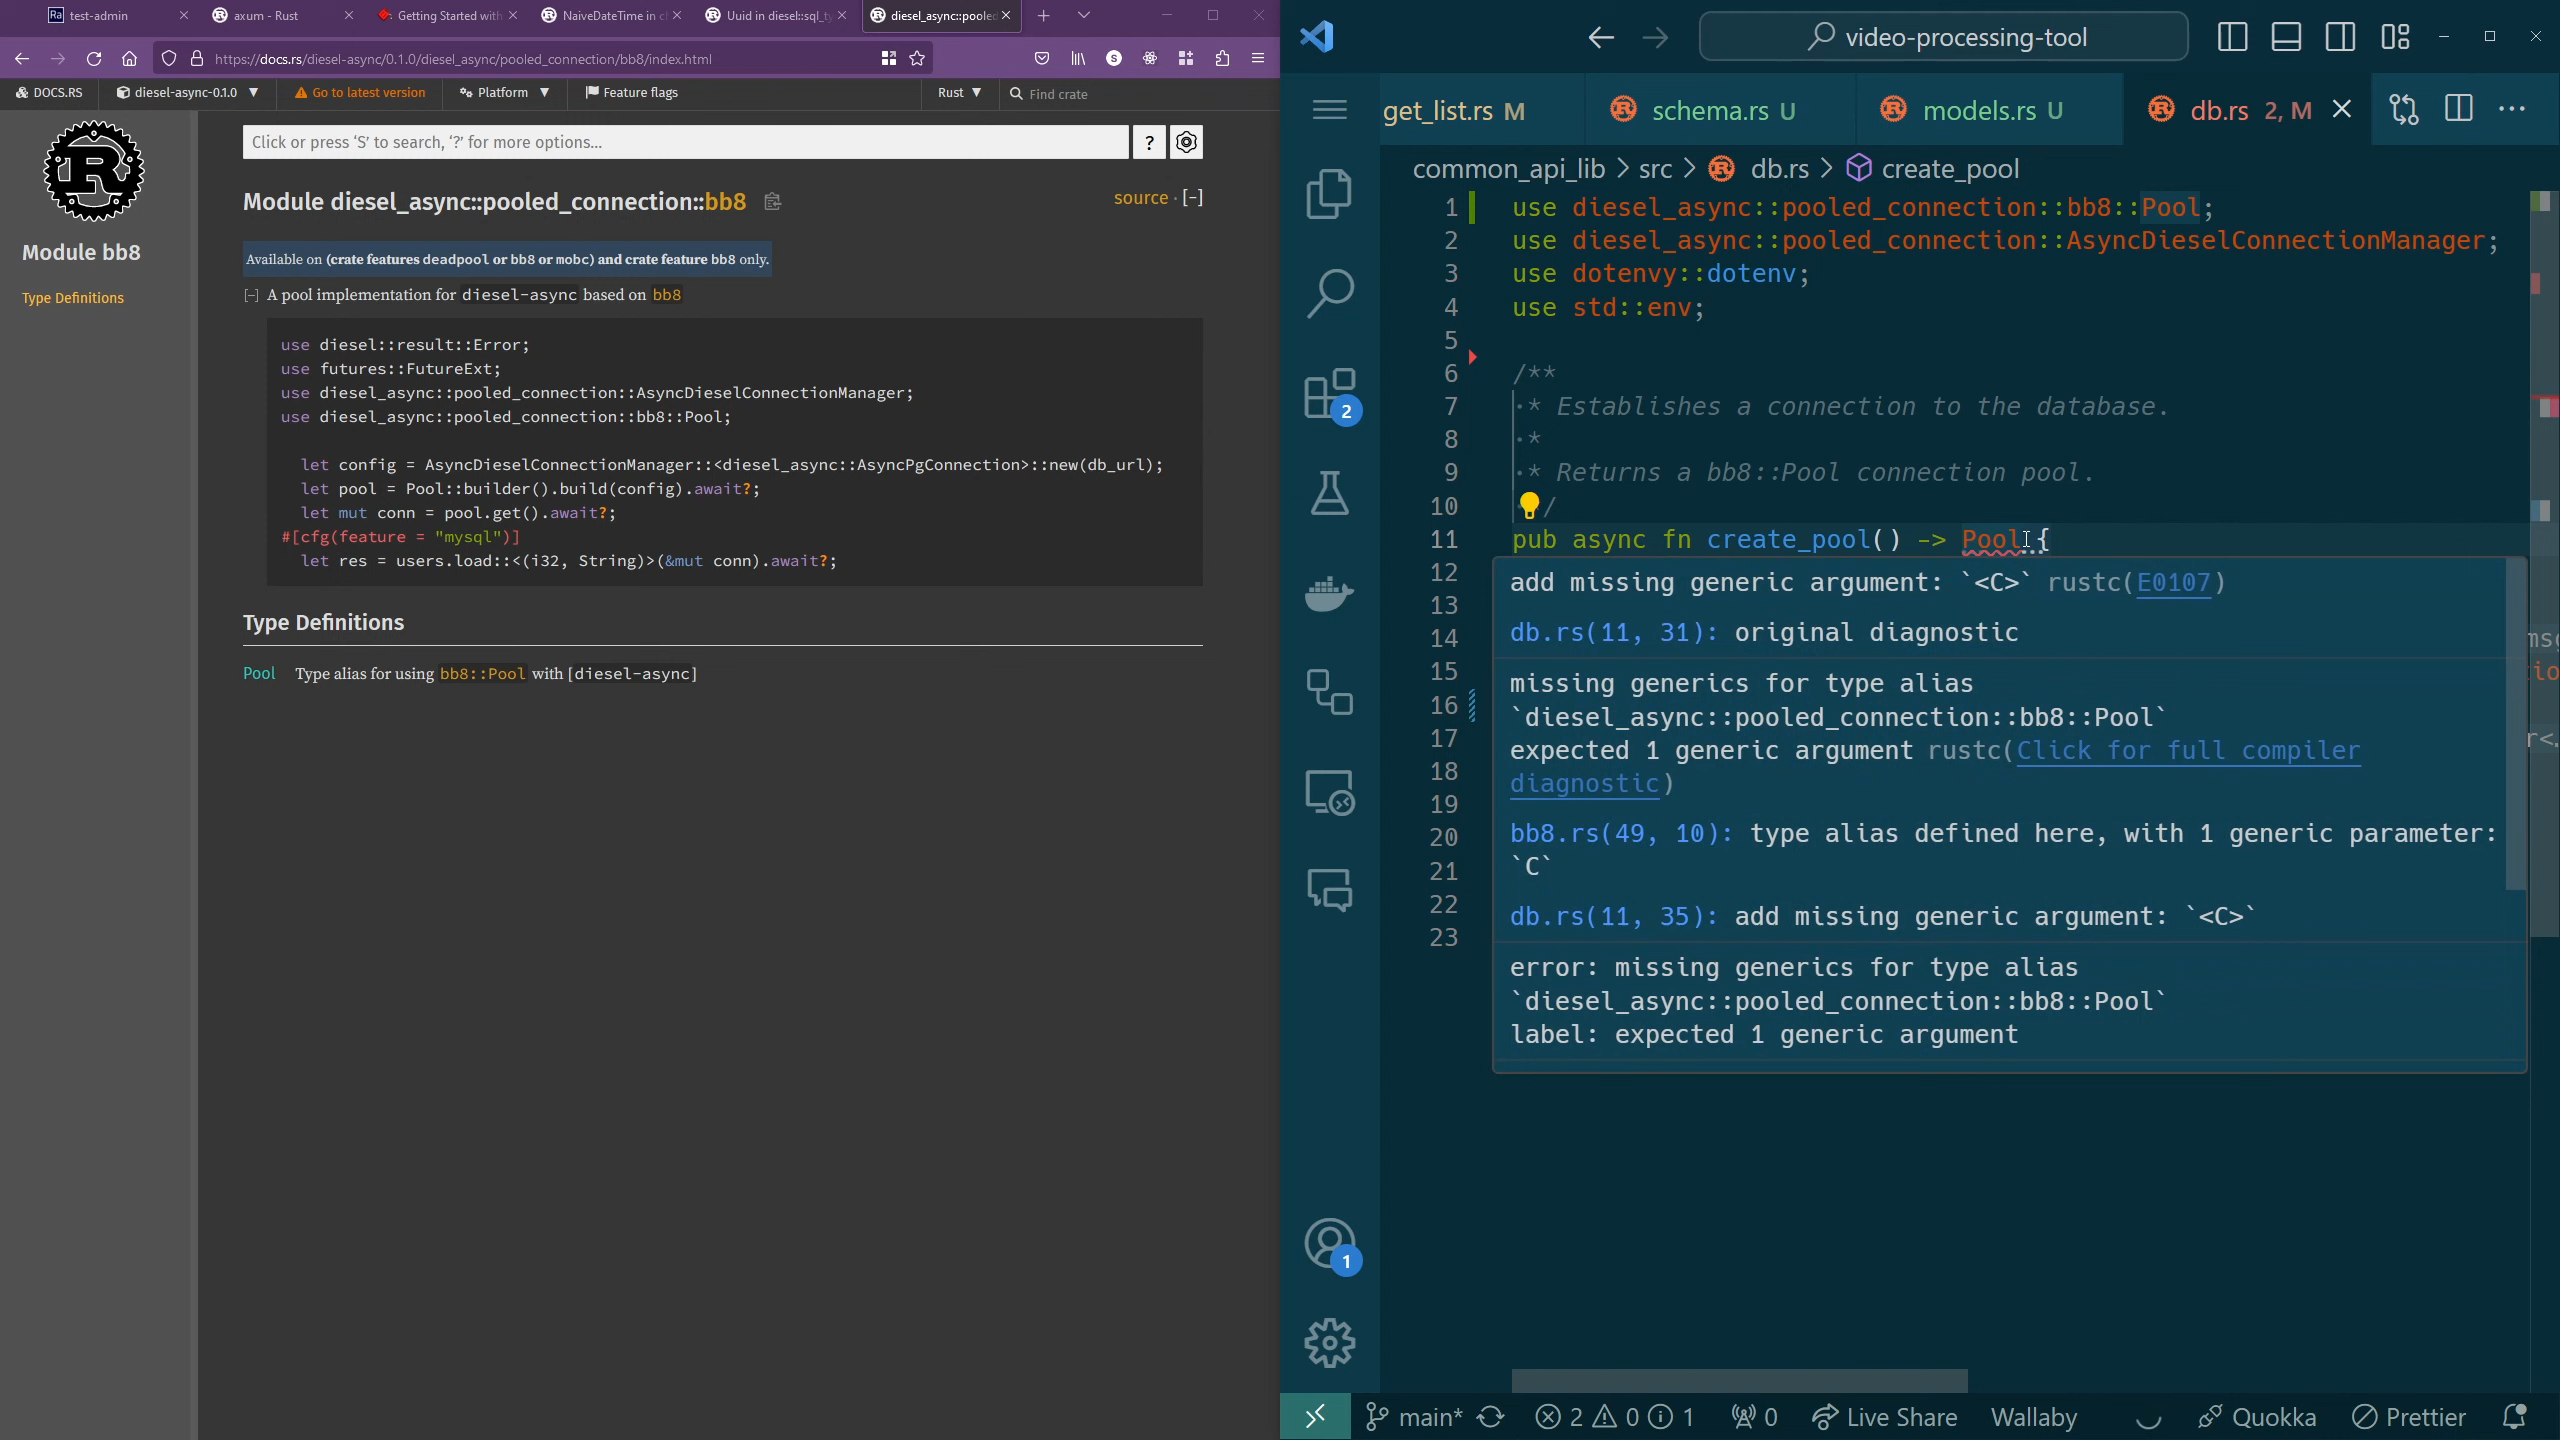 test-admin
axum - Rust
Getting Started with
NaiveDateTime in c
Uuid in diesel::sql_ty
diesel_async::pooled
https://docs.rs/diesel-async/0.1.0/diesel_async/pooled_connection/bb8/index.html
S
DOCS.RS
diesel-async-0.1.0
Go to latest version
Platform
Feature flags
Rust
Find crate
Click or press ‘S’ to search, ‘?’ for more options…
?
Module bb8
Type Definitions
Module diesel_async::pooled_connection::bb8
source · [-]
Available on (crate features deadpool or bb8 or mobc) and crate feature bb8 only.
[-] A pool implementation for diesel-async based on bb8
use diesel::result::Error;
use futures::FutureExt;
use diesel_async::pooled_connection::AsyncDieselConnectionManager;
use diesel_async::pooled_connection::bb8::Pool;
let config = AsyncDieselConnectionManager::<diesel_async::AsyncPgConnection>::new(db_url);
let pool = Pool::builder().build(config).await?;
let mut conn = pool.get().await?;
#[cfg(feature = "mysql")]
let res = users.load::<(i32, String)>(&mut conn).await?;
Type Definitions
Pool Type alias for using bb8::Pool with [diesel-async]
video-processing-tool
get_list.rs M
schema.rs U
models.rs U
db.rs 2, M
common_api_lib > src > db.rs > create_pool
1 use diesel_async::pooled_connection::bb8::Pool;
2 use diesel_async::pooled_connection::AsyncDieselConnectionManager;
3 use dotenvy::dotenv;
4 use std::env;
5
6 /**
7 * Establishes a connection to the database.
8 *
9 * Returns a bb8::Pool connection pool.
10 /
11 pub async fn create_pool() -> Pool {
12
13
14
15
16
17
18
19
20
21
22
23
add missing generic argument: `<C>` rustc(E0107)
db.rs(11, 31): original diagnostic
missing generics for type alias
`diesel_async::pooled_connection::bb8::Pool`
expected 1 generic argument rustc(Click for full compiler
diagnostic)
bb8.rs(49, 10): type alias defined here, with 1 generic parameter:
`C`
db.rs(11, 35): add missing generic argument: `<C>`
error: missing generics for type alias
`diesel_async::pooled_connection::bb8::Pool`
label: expected 1 generic argument
2
1
main*
2
0
1
0
Live Share
Wallaby
Quokka
Prettier